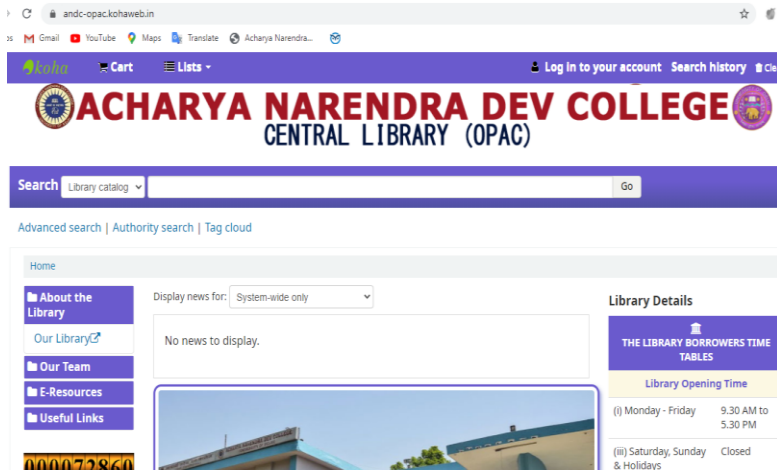 andc-opac.kohaweb.in
Gmail YouTube Maps Translate Acharya Narendra...
koha Cart Lists Log in to your account Search history Cle
ACHARYA NARENDRA DEV COLLEGE
CENTRAL LIBRARY (OPAC)
Search Library catalog Go
Advanced search | Authority search | Tag cloud
Home
About the
Library
Our Library
Our Team
E-Resources
Useful Links
000072860
Display news for: System-wide only
No news to display.
Library Details
THE LIBRARY BORROWERS TIME
TABLES
Library Opening Time
(i) Monday - Friday 9.30 AM to
5.30 PM
(iii) Saturday, Sunday Closed
& Holidays